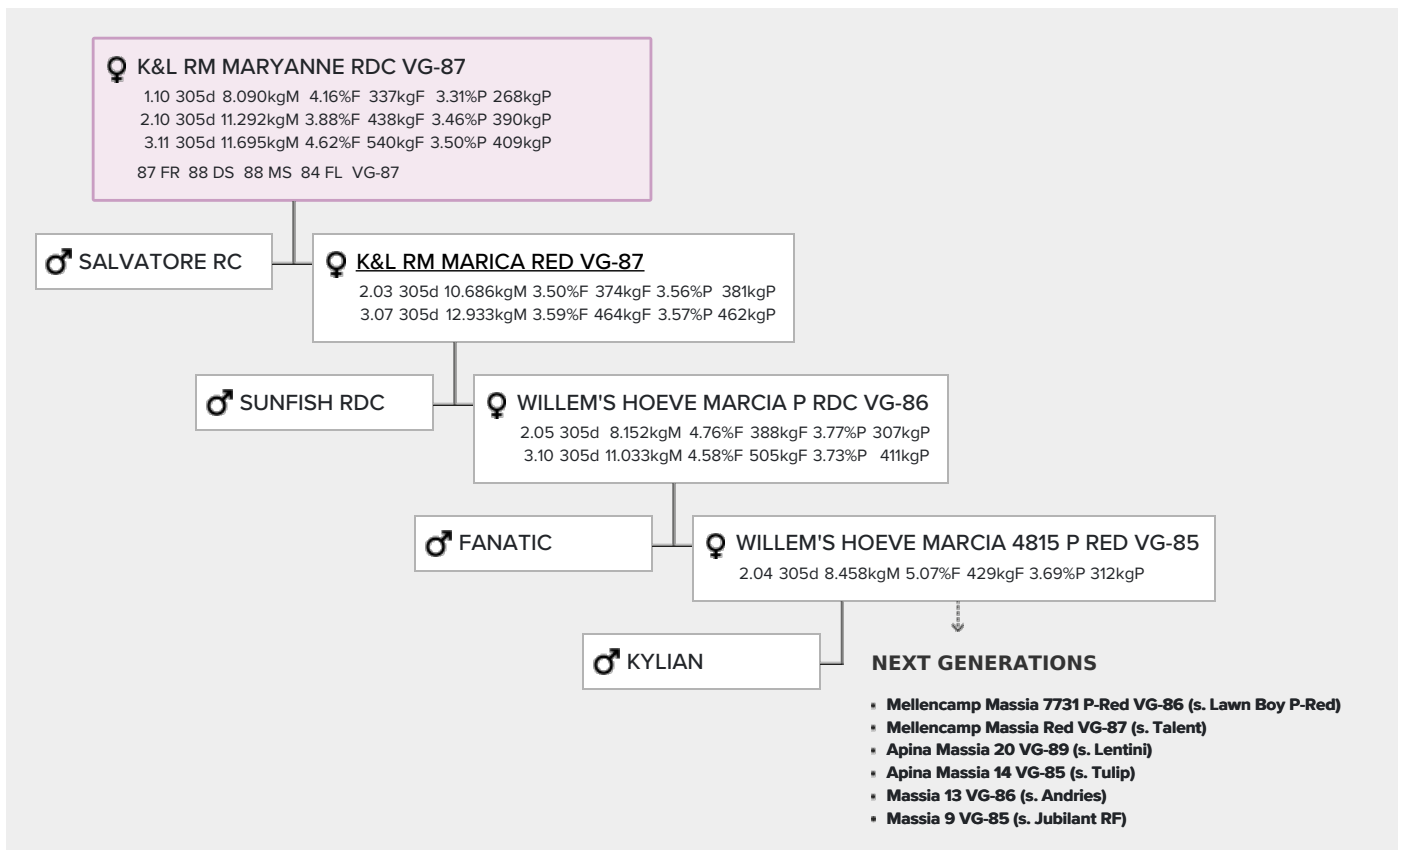 K&L RM MARYANNE RDC VG-87
1.10 305d 8.090kgM 4.16%F 337kgF 3.31%P 268kgP
2.10 305d 11.292kgM 3.88%F 438kgF 3.46%P 390kgP
3.11 305d 11.695kgM 4.62%F 540kgF 3.50%P 409kgP
87 FR 88 DS 88 MS 84 FL VG-87
SALVATORE RC
K&L RM MARICA RED VG-87
2.03 305d 10.686kgM 3.50%F 374kgF 3.56%P 381kgP
3.07 305d 12.933kgM 3.59%F 464kgF 3.57%P 462kgP
SUNFISH RDC
WILLEM'S HOEVE MARCIA P RDC VG-86
2.05 305d 8.152kgM 4.76%F 388kgF 3.77%P 307kgP
3.10 305d 11.033kgM 4.58%F 505kgF 3.73%P 411kgP
FANATIC
WILLEM'S HOEVE MARCIA 4815 P RED VG-85
2.04 305d 8.458kgM 5.07%F 429kgF 3.69%P 312kgP
KYLIAN
NEXT GENERATIONS
Mellencamp Massia 7731 P-Red VG-86 (s. Lawn Boy P-Red)
Mellencamp Massia Red VG-87 (s. Talent)
Apina Massia 20 VG-89 (s. Lentini)
Apina Massia 14 VG-85 (s. Tulip)
Massia 13 VG-86 (s. Andries)
Massia 9 VG-85 (s. Jubilant RF)